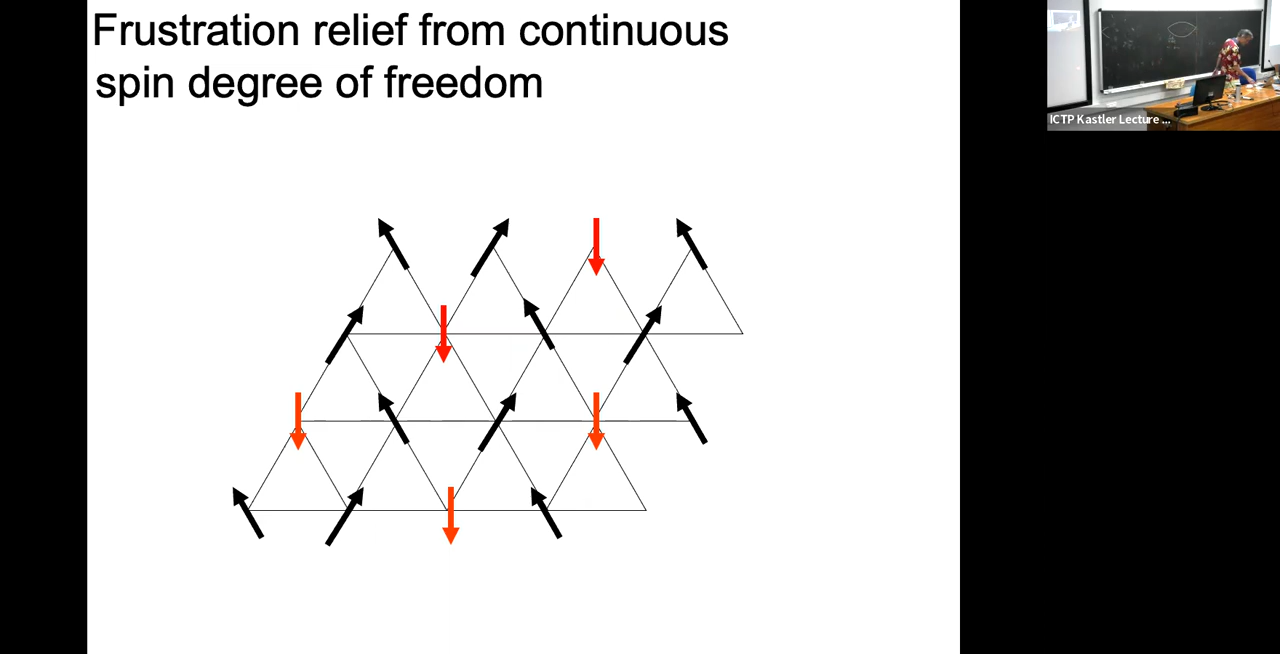 Frustration relief from continuous
spin degree of freedom
ICTP Kastler Lecture ...